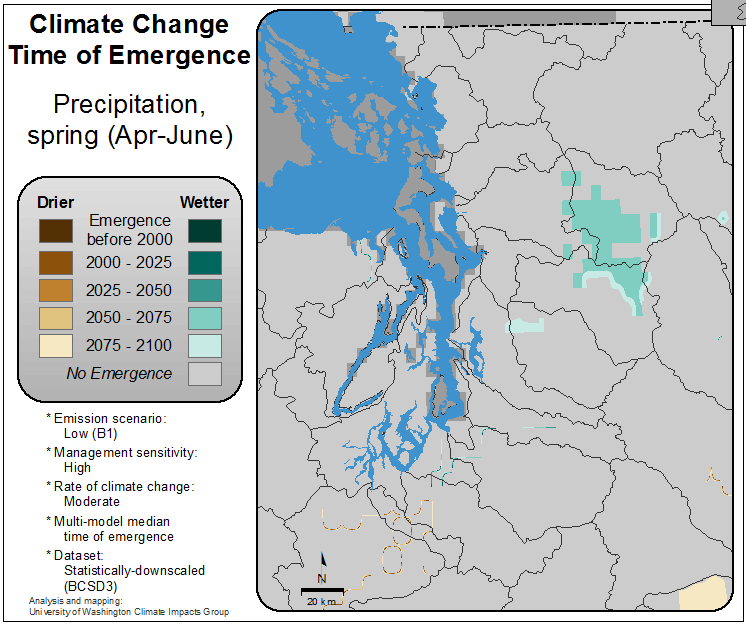 Climate Change
Time of Emergence
Precipitation,
spring (Apr-June)
Drier Wetter
Emergence
before 2000
2000 - 2025
2025 - 2050
2050 - 2075
2075 - 2100
No Emergence
* Emission scenario:
Low (B1)
* Management sensitivity:
High
* Rate of climate change:
Moderate
* Multi-model median
time of emergence
* Dataset:
Statistically-downscaled
(BCSD3)
Analysis and mapping:
University of Washington Climate Impacts Group
N
20 km